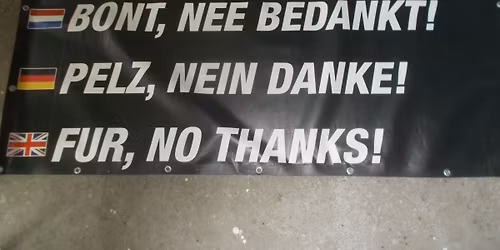 BONT, NEE BEDANKT!
PELZ, NEIN DANKE!
FUR, NO THANKS!